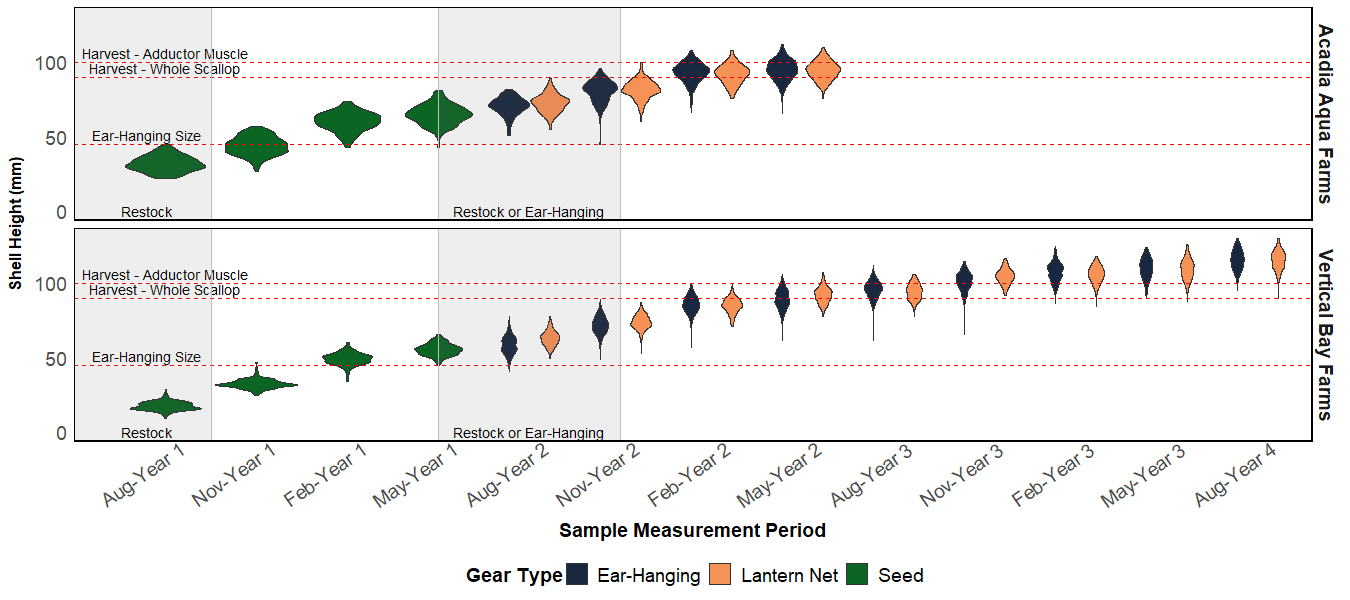 Shell Height (mm)
Acadia Aqua Farms
100
50
0
Harvest - Adductor Muscle
Harvest - Whole Scallop
Ear-Hanging Size
Restock
Restock or Ear-Hanging
Vertical Bay Farms
100
50
0
Harvest - Adductor Muscle
Harvest - Whole Scallop
Ear-Hanging Size
Restock
Restock or Ear-Hanging
Aug-Year 1
Nov-Year 1
Feb-Year 1
May-Year 1
Aug-Year 2
Nov-Year 2
Feb-Year 2
May-Year 2
Aug-Year 3
Nov-Year 3
Feb-Year 3
May-Year 3
Aug-Year 4
Sample Measurement Period
Gear Type Ear-Hanging Lantern Net Seed